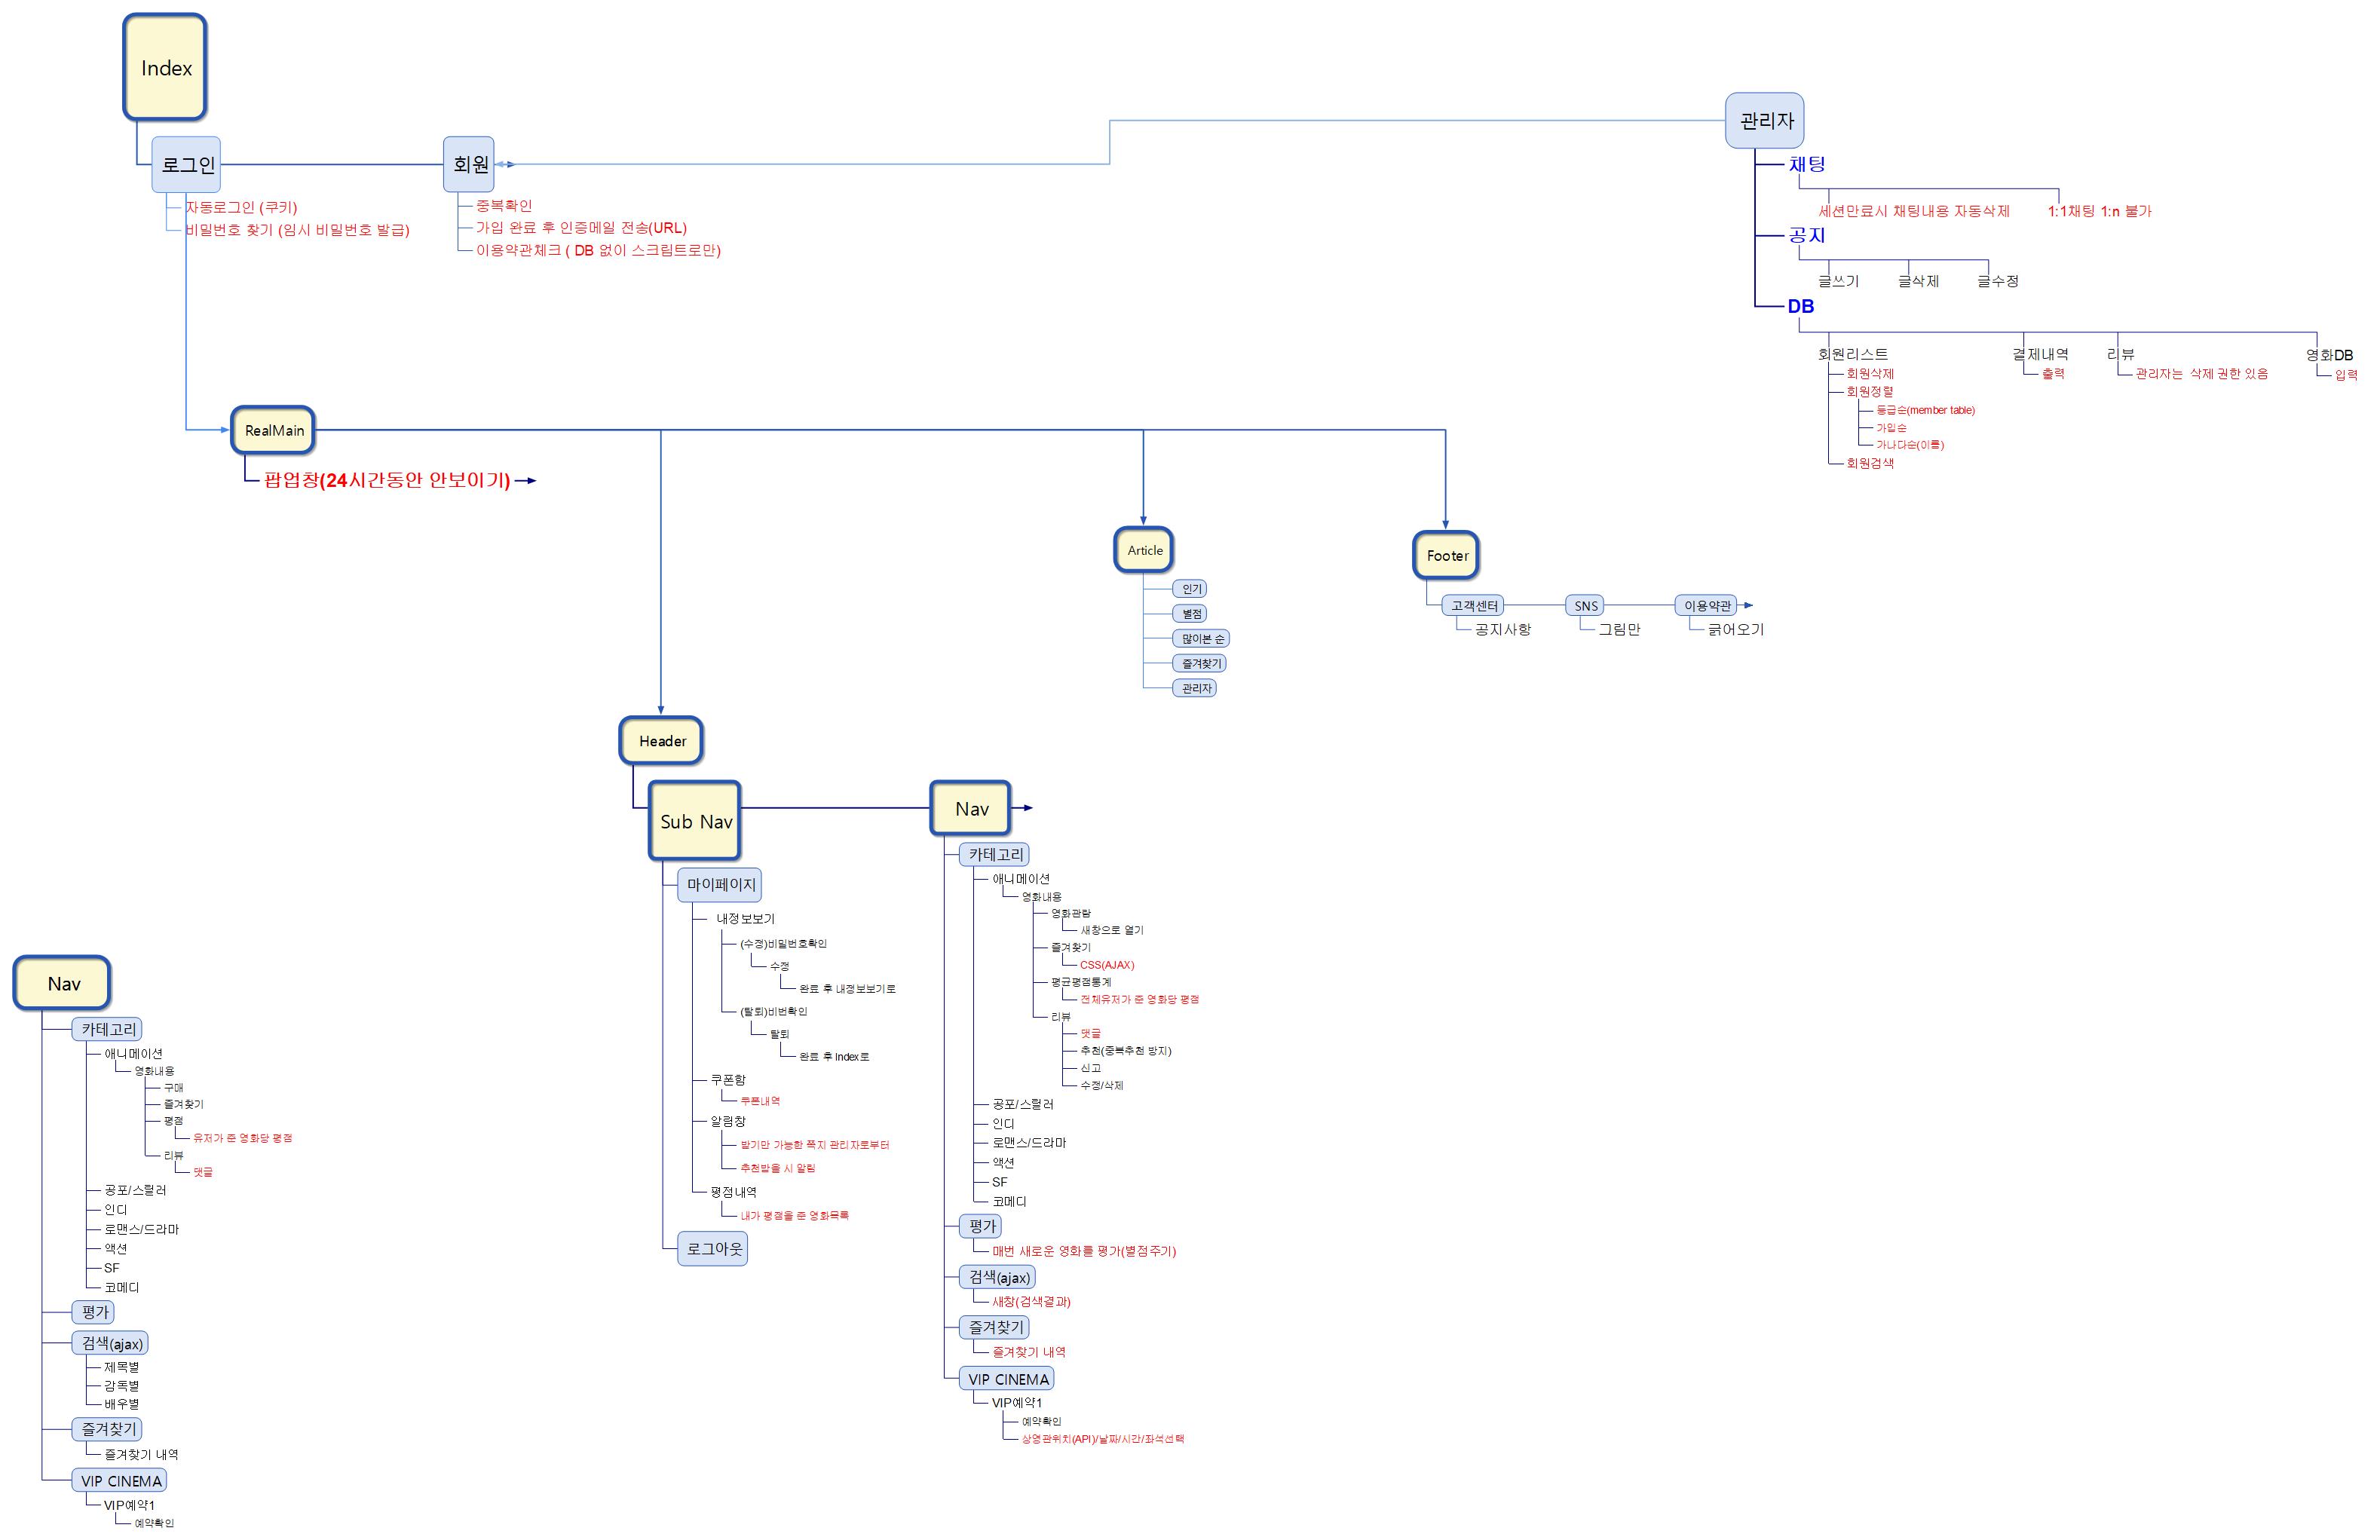 Index
로그인
자동로그인 (쿠키)
비밀번호 찾기 (임시 비밀번호 발급)
회원
중복확인
가입 완료 후 인증메일 전송(URL)
이용약관체크 ( DB 없이 스크립트로만)
관리자
채팅
세션만료시 채팅내용 자동삭제
1:1채팅 1:n 불가
공지
글쓰기
글삭제
글수정
DB
회원리스트
회원삭제
회원정렬
등급순(member table)
가입순
가나다순(이름)
회원검색
결제내역
출력
리뷰
관리자는 삭제 권한 있음
영화DB
입력
RealMain
팝업창(24시간동안 안보이기)
Article
인기
별점
많이본 순
즐겨찾기
관리자
Footer
고객센터
공지사항
SNS
그림만
이용약관
긁어오기
Header
Sub Nav
마이페이지
내정보보기
(수정)비밀번호확인
수정
완료 후 내정보보기로
(탈퇴)비번확인
탈퇴
완료 후 Index로
쿠폰함
쿠폰내역
알림창
받기만 가능한 쪽지 관리자로부터
추천받을 시 알림
평점내역
내가 평점을 준 영화목록
로그아웃
Nav
카테고리
애니메이션
영화내용
영화관람
새창으로 열기
즐겨찾기
CSS(AJAX)
평균평점통계
전체유저가 준 영화당 평점
리뷰
댓글
추천(중복추천 방지)
신고
수정/삭제
공포/스릴러
인디
로맨스/드라마
액션
SF
코메디
평가
매번 새로운 영화를 평가(별점주기)
검색(ajax)
새창(검색결과)
즐겨찾기
즐겨찾기 내역
VIP CINEMA
VIP예약1
예약확인
상영관위치(API)/날짜/시간/좌석선택
Nav
카테고리
애니메이션
영화내용
구매
즐겨찾기
평점
유저가 준 영화당 평점
리뷰
댓글
공포/스릴러
인디
로맨스/드라마
액션
SF
코메디
평가
검색(ajax)
제목별
감독별
배우별
즐겨찾기
즐겨찾기 내역
VIP CINEMA
VIP예약1
예약확인